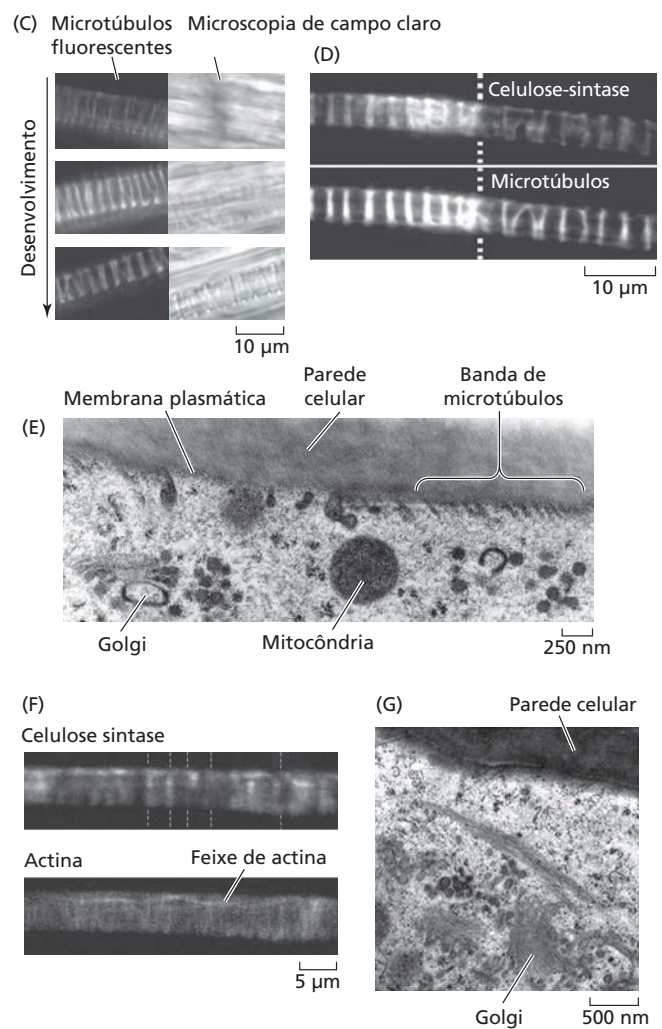 (C)
Microtúbulos
fluorescentes
Microscopia de campo claro
Desenvolvimento
10 μm
(D)
Celulose-sintase
Microtúbulos
10 μm
(E)
Membrana plasmática
Parede
celular
Banda de
microtúbulos
Golgi
Mitocôndria
250 nm
(F)
Celulose sintase
Actina
Feixe de actina
5 μm
(G)
Parede celular
Golgi
500 nm